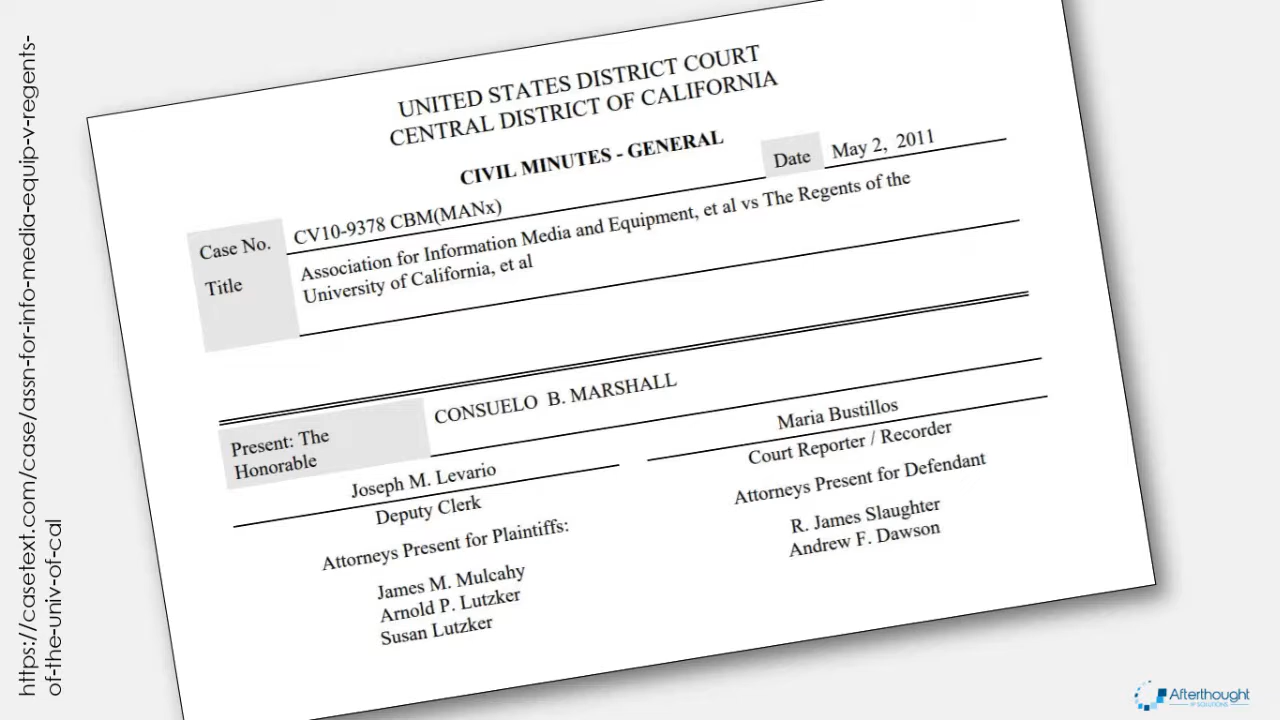 https://casetext.com/case/assn-for-info-media-equip-v-regents-
of-the-univ-of-cal
UNITED STATES DISTRICT COURT
CENTRAL DISTRICT OF CALIFORNIA
CIVIL MINUTES - GENERAL
Case No. CV10-9378 CBM(MANx) Date May 2, 2011
Title Association for Information Media and Equipment, et al vs The Regents of the
University of California, et al
Present: The CONSUELO B. MARSHALL
Honorable
Joseph M. Levario Maria Bustillos
Deputy Clerk Court Reporter / Recorder
Attorneys Present for Plaintiffs: Attorneys Present for Defendant
James M. Mulcahy R. James Slaughter
Arnold P. Lutzker Andrew F. Dawson
Susan Lutzker
Afterthought
IP SOLUTIONS